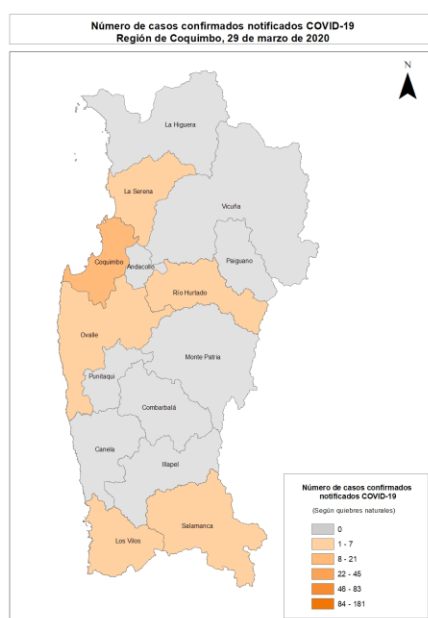 Número de casos confirmados notificados COVID-19
Región de Coquimbo, 29 de marzo de 2020
N
La Higuera
La Serena
Vicuña
Coquimbo
Andacollo
Paiguano
Río Hurtado
Ovalle
Monte Patria
Punitaqui
Combarbalá
Canela
Illapel
Salamanca
Los Vilos
Número de casos confirmados
notificados COVID-19
(Según quiebres naturales)
0
1 - 7
8 - 21
22 - 45
46 - 83
84 - 181